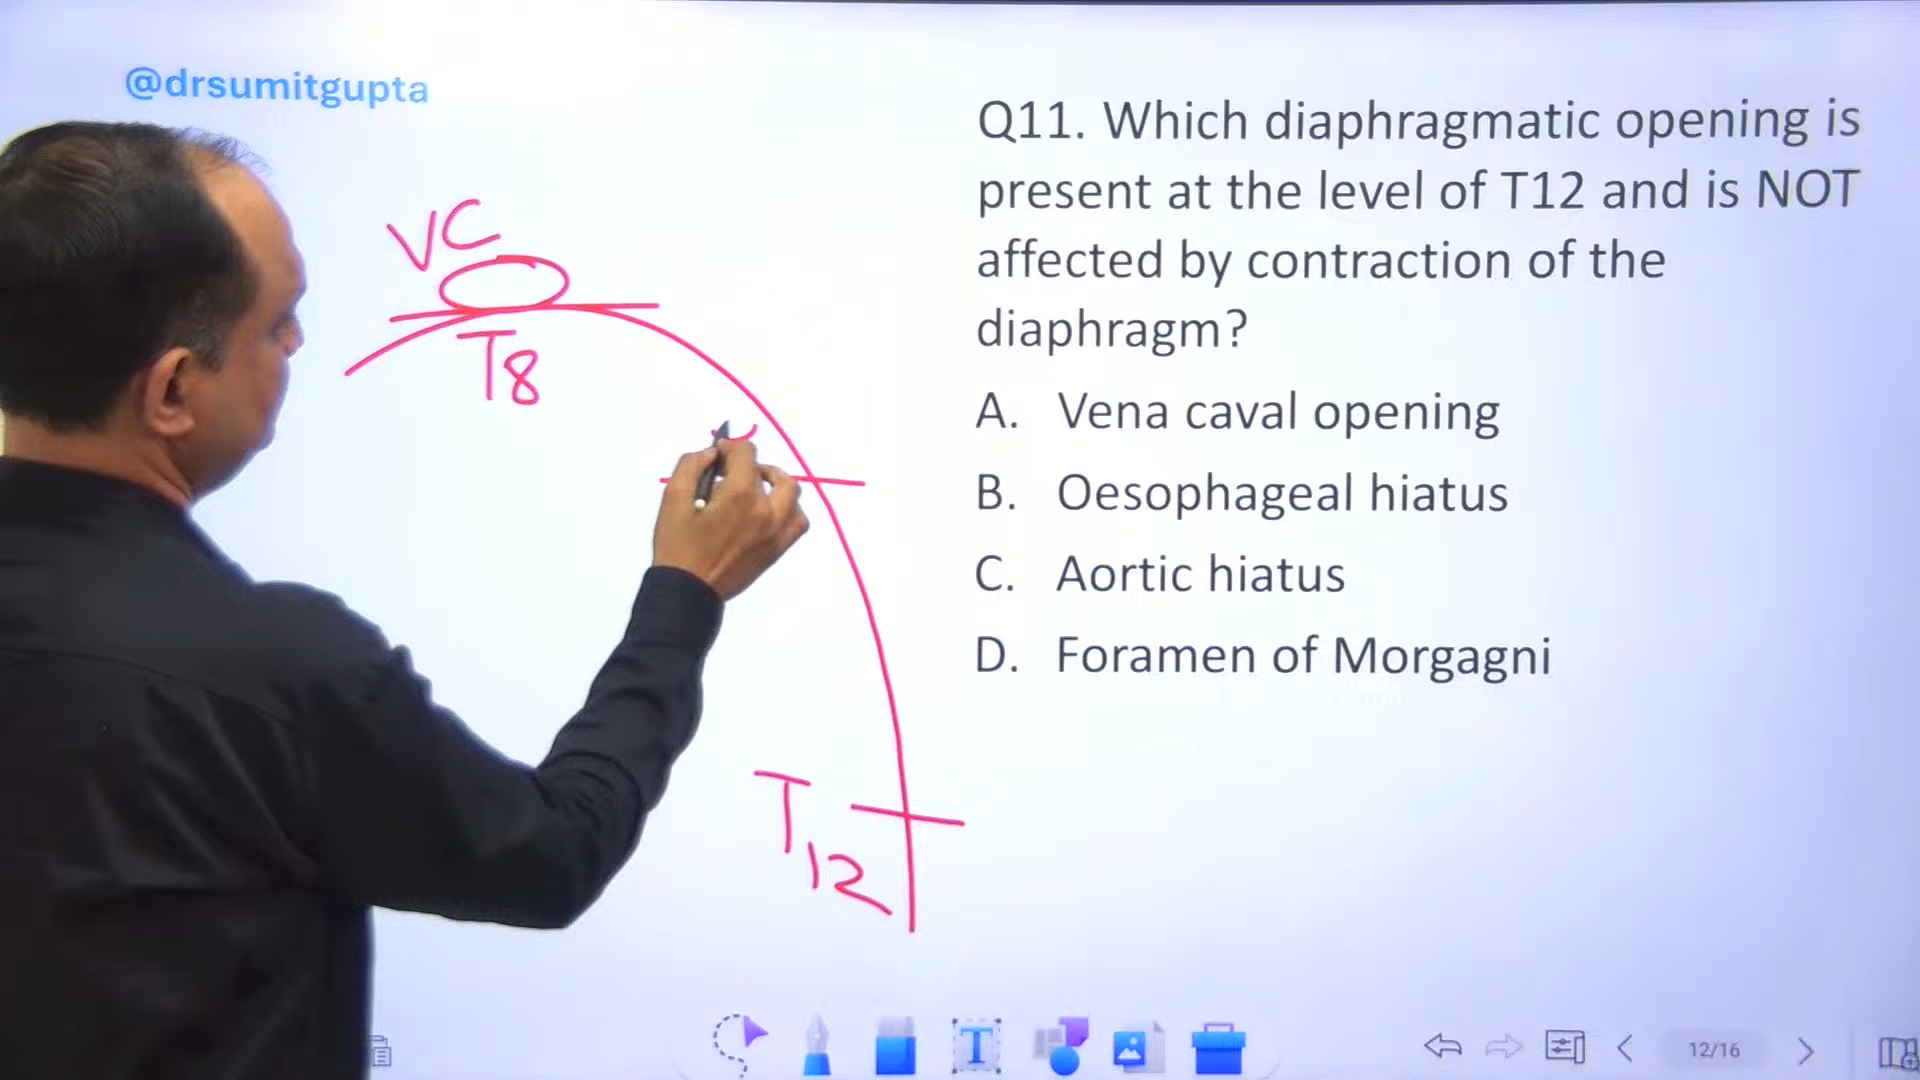 @drsumitgupta
Q11. Which diaphragmatic opening is
present at the level of T12 and is NOT
affected by contraction of the
diaphragm?
A. Vena caval opening
B. Oesophageal hiatus
C. Aortic hiatus
D. Foramen of Morgagni
VC
T8
T12
T
12/16